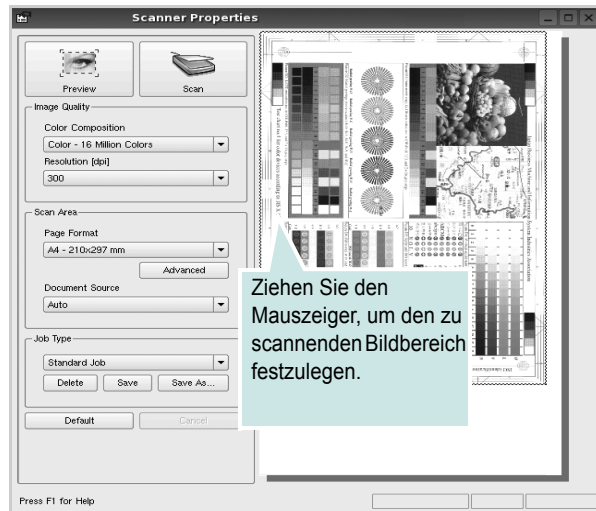 Scanner Properties
Preview
Scan
Image Quality
Color Composition
Color - 16 Million Colors
Resolution [dpi]
300
Scan Area
Page Format
A4 - 210x297 mm
Advanced
Document Source
Auto
Job Type
Standard Job
Delete
Save
Save As...
Default
Cancel
Ziehen Sie den
Mauszeiger, um den zu
scannenden Bildbereich
festzulegen.
Press F1 for Help